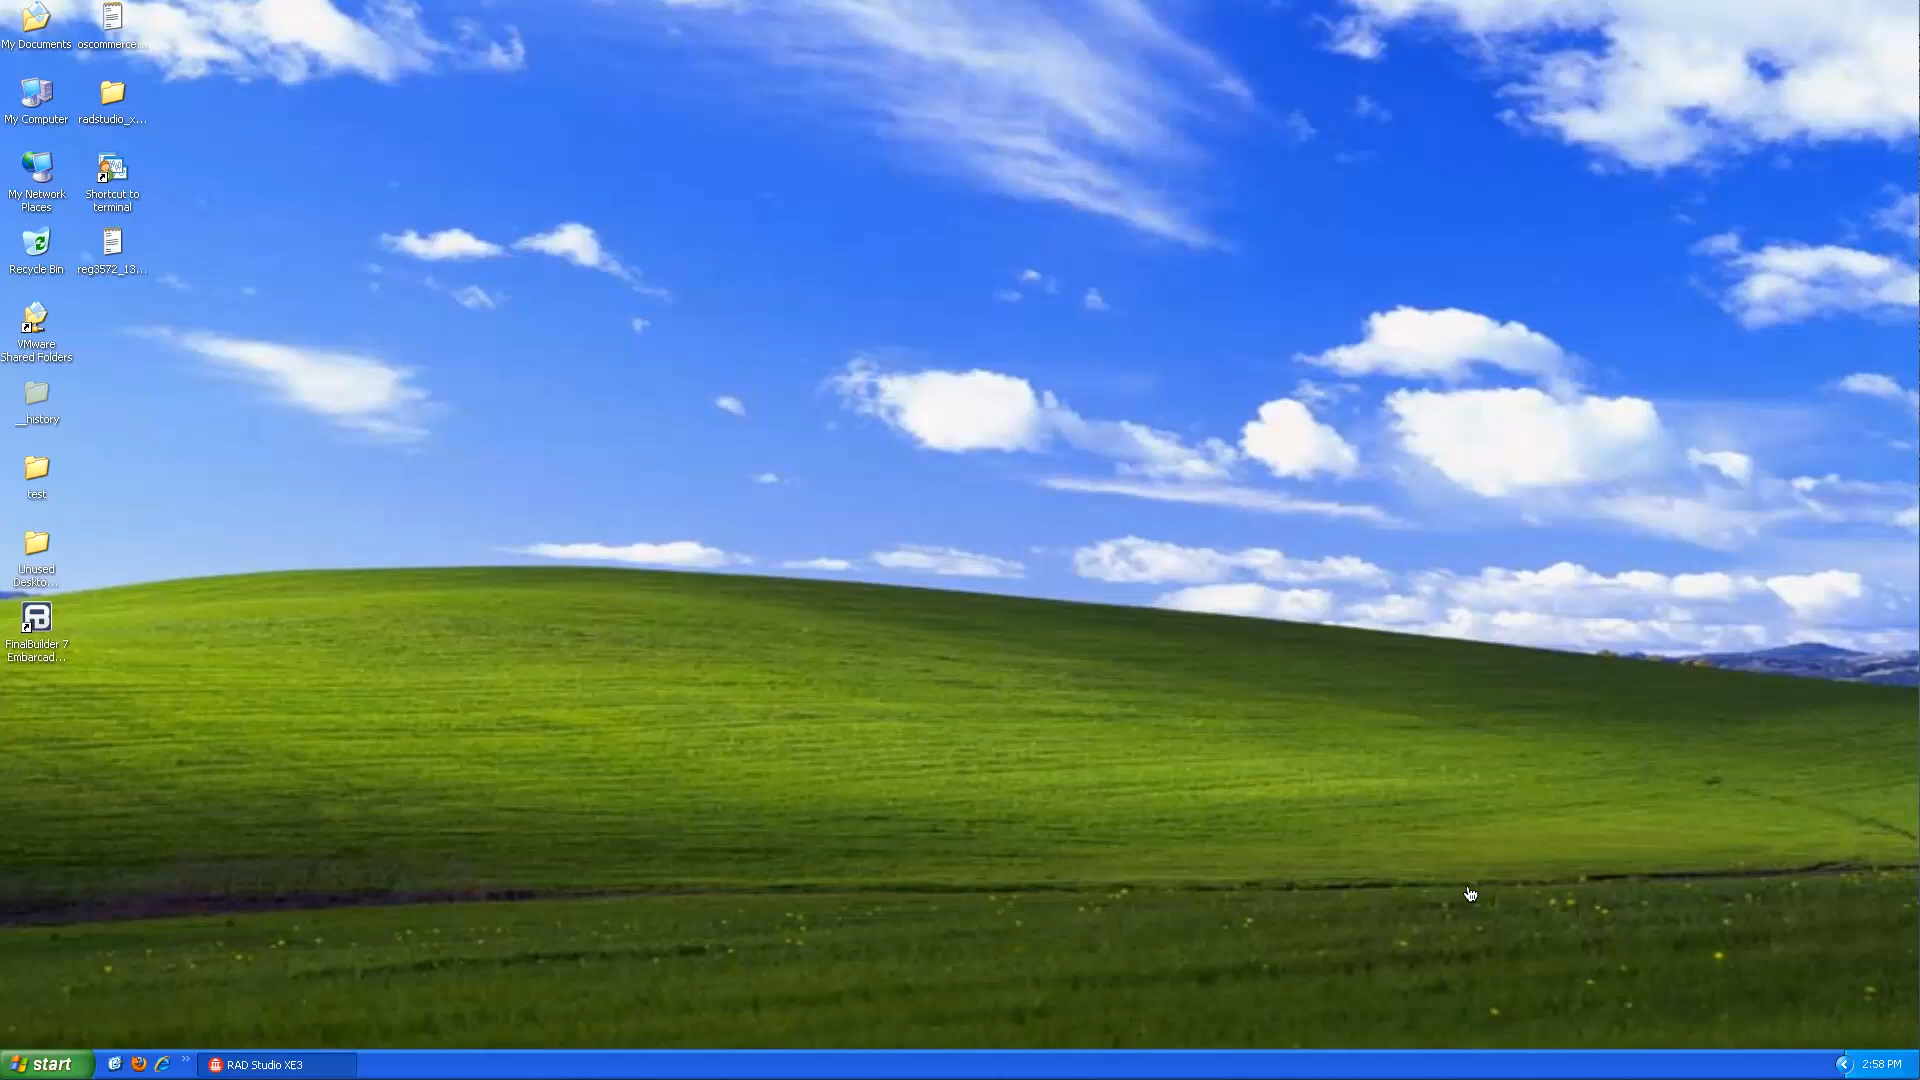 My Documents
oscommerce...
My Computer
radstudio_x...
My Network
Places
Shortcut to
terminal
Recycle Bin
reg3572_13...
VMware
Shared Folders
__history
test
Unused
Deskto...
FinalBuilder 7
Embarcad...
start
RAD Studio XE3
2:58 PM